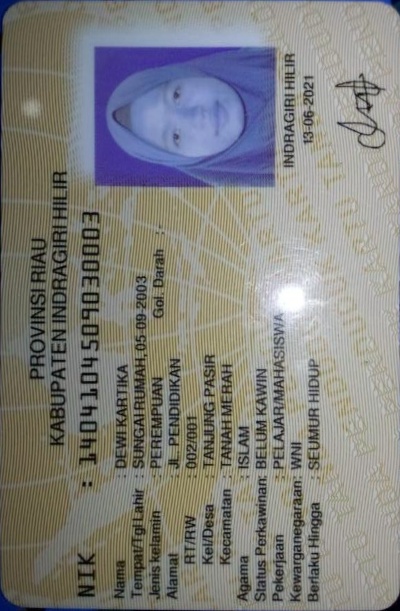 PROVINSI RIAU
KABUPATEN INDRAGIRI HILIR
NIK : 1404104509030003
Nama : DEWI KARTIKA
Tempat/Tgl Lahir : SUNGAI RUMAH, 05-09-2003
Jenis kelamin : PEREMPUAN Gol. Darah : -
Alamat : JL. PENDIDIKAN
RT/RW : 002/001
Kel/Desa : TANJUNG PASIR
Kecamatan : TANAH MERAH
Agama : ISLAM
Status Perkawinan: BELUM KAWIN
Pekerjaan : PELAJAR/MAHASISWA
Kewarganegaraan: WNI
Berlaku Hingga : SEUMUR HIDUP
INDRAGIRI HILIR
13-06-2021